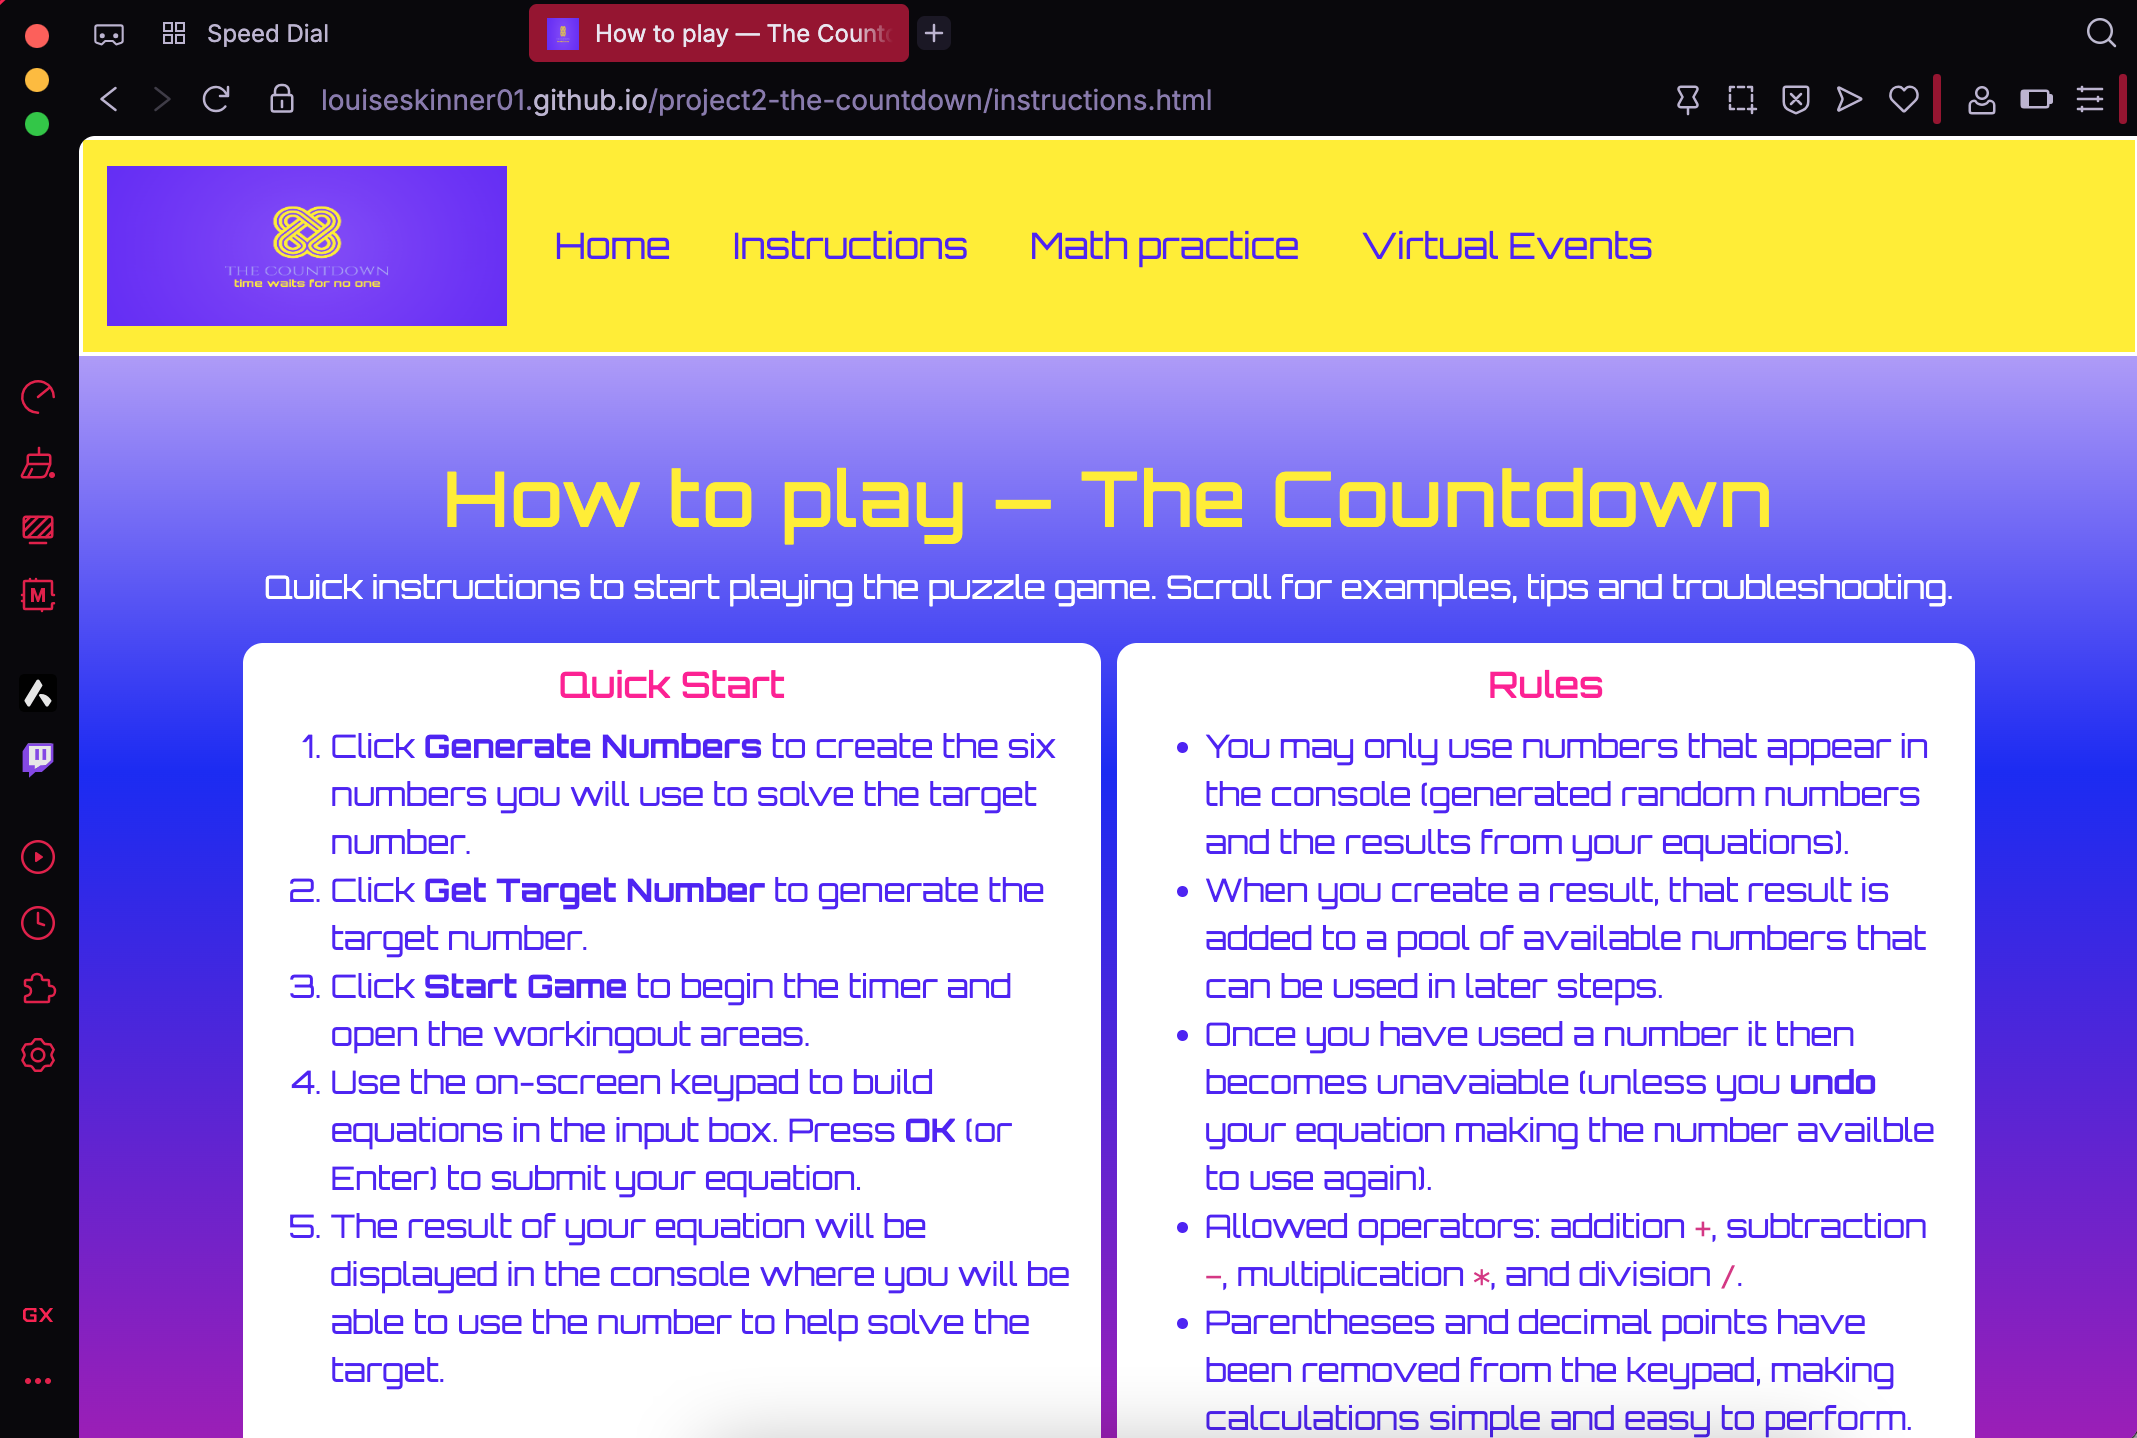 Speed Dial
How to play — The Count
louiseskinner01.github.io/project2-the-countdown/instructions.html
THE COUNTDOWN
time waits for no one
Home
Instructions
Math practice
Virtual Events
How to play — The Countdown
Quick instructions to start playing the puzzle game. Scroll for examples, tips and troubleshooting.
Quick Start
1. Click Generate Numbers to create the six
numbers you will use to solve the target
number.
2. Click Get Target Number to generate the
target number.
3. Click Start Game to begin the timer and
open the workingout areas.
4. Use the on-screen keypad to build
equations in the input box. Press OK (or
Enter) to submit your equation.
5. The result of your equation will be
displayed in the console where you will be
able to use the number to help solve the
target.
Rules
• You may only use numbers that appear in
the console (generated random numbers
and the results from your equations).
• When you create a result, that result is
added to a pool of available numbers that
can be used in later steps.
• Once you have used a number it then
becomes unavaiable (unless you undo
your equation making the number availble
to use again).
• Allowed operators: addition +, subtraction
−, multiplication *, and division /.
• Parentheses and decimal points have
been removed from the keypad, making
calculations simple and easy to perform.
M
GX